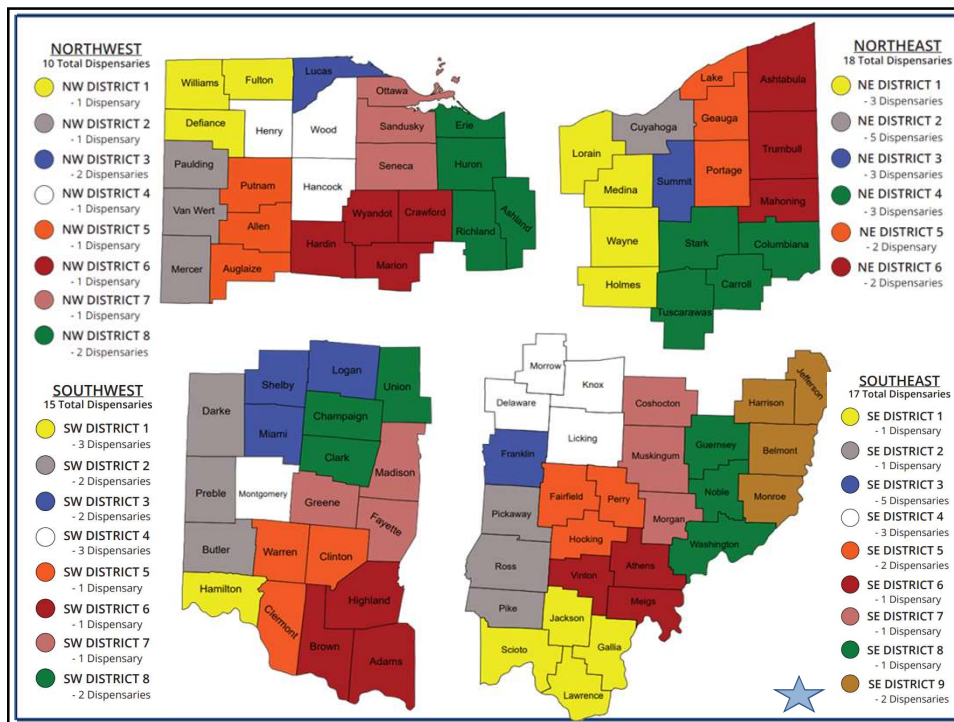 NORTHWEST
10 Total Dispensaries
NW DISTRICT 1
- 1 Dispensary
NW DISTRICT 2
- 1 Dispensary
NW DISTRICT 3
- 2 Dispensaries
NW DISTRICT 4
- 1 Dispensary
NW DISTRICT 5
- 1 Dispensary
NW DISTRICT 6
- 1 Dispensary
NW DISTRICT 7
- 1 Dispensary
NW DISTRICT 8
- 2 Dispensaries
Williams
Fulton
Lucas
Ottawa
Defiance
Henry
Wood
Sandusky
Erie
Paulding
Putnam
Hancock
Seneca
Huron
Van Wert
Allen
Wyandot
Crawford
Richland
Ashland
Mercer
Auglaize
Hardin
Marion
NORTHEAST
18 Total Dispensaries
NE DISTRICT 1
- 3 Dispensaries
NE DISTRICT 2
- 5 Dispensaries
NE DISTRICT 3
- 3 Dispensaries
NE DISTRICT 4
- 3 Dispensaries
NE DISTRICT 5
- 2 Dispensary
NE DISTRICT 6
- 2 Dispensaries
Lake
Ashtabula
Cuyahoga
Geauga
Lorain
Trumbull
Medina
Summit
Portage
Mahoning
Wayne
Stark
Columbiana
Holmes
Carroll
Tuscarawas
SOUTHWEST
15 Total Dispensaries
SW DISTRICT 1
- 3 Dispensaries
SW DISTRICT 2
- 2 Dispensaries
SW DISTRICT 3
- 2 Dispensaries
SW DISTRICT 4
- 3 Dispensaries
SW DISTRICT 5
- 1 Dispensary
SW DISTRICT 6
- 1 Dispensary
SW DISTRICT 7
- 1 Dispensary
SW DISTRICT 8
- 2 Dispensaries
Logan
Shelby
Union
Darke
Champaign
Miami
Clark
Madison
Preble
Montgomery
Greene
Fayette
Butler
Warren
Clinton
Hamilton
Highland
Clermont
Brown
Adams
SOUTHEAST
17 Total Dispensaries
SE DISTRICT 1
- 1 Dispensary
SE DISTRICT 2
- 1 Dispensary
SE DISTRICT 3
- 5 Dispensaries
SE DISTRICT 4
- 3 Dispensaries
SE DISTRICT 5
- 2 Dispensaries
SE DISTRICT 6
- 1 Dispensary
SE DISTRICT 7
- 1 Dispensary
SE DISTRICT 8
- 1 Dispensary
SE DISTRICT 9
- 2 Dispensaries
Morrow
Knox
Jefferson
Delaware
Coshocton
Harrison
Licking
Guernsey
Belmont
Franklin
Muskingum
Fairfield
Perry
Noble
Monroe
Pickaway
Morgan
Hocking
Washington
Ross
Vinton
Athens
Pike
Jackson
Meigs
Scioto
Gallia
Lawrence